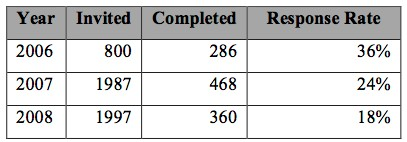 Year Invited Completed Response Rate
2006 800 286 36%
2007 1987 468 24%
2008 1997 360 18%